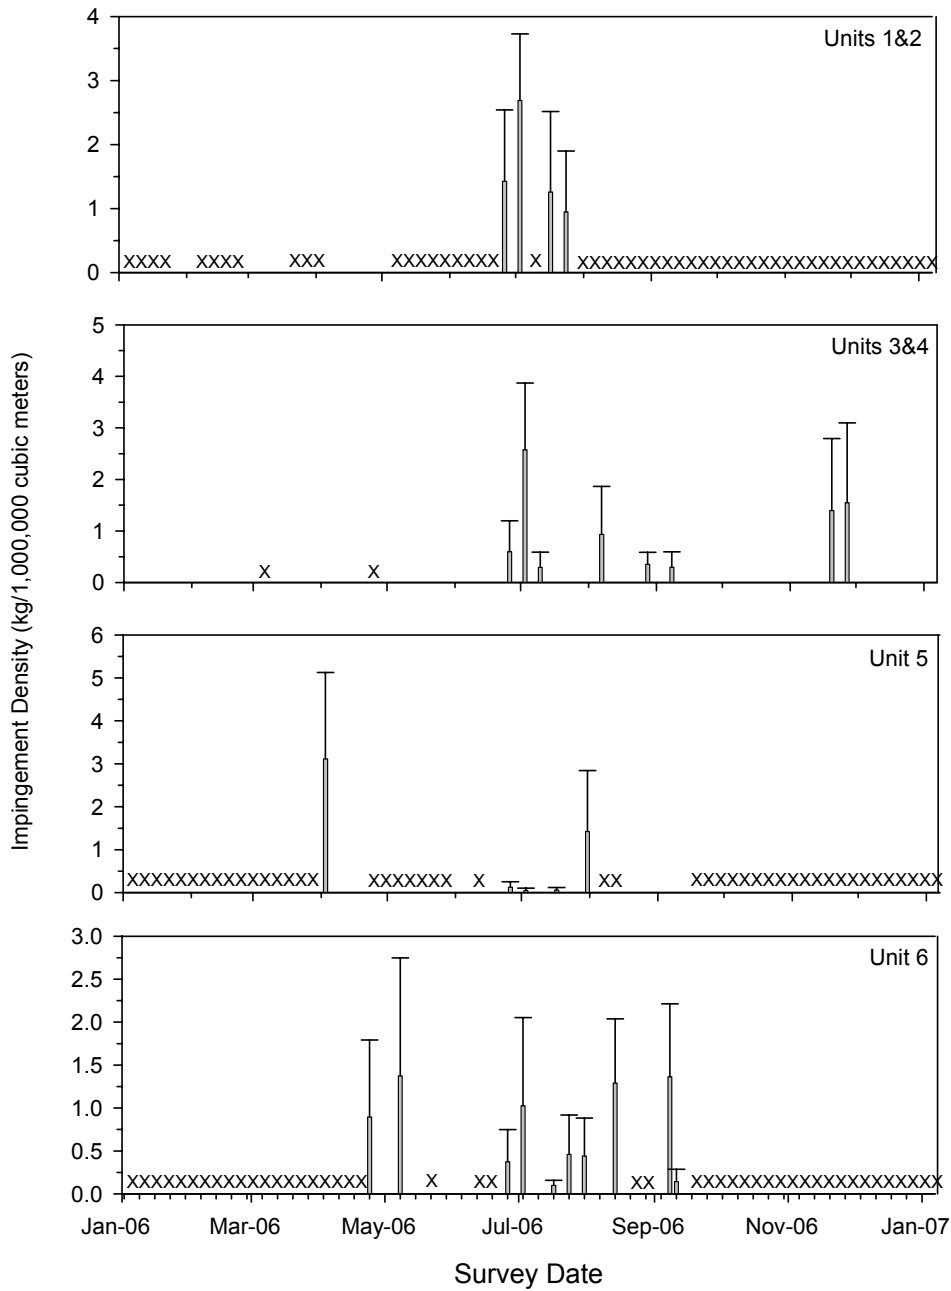 Impingement Density (kg/1,000,000 cubic meters)
4
3
2
1
0
Units 1&2
XXXX XXXX XXX XXXXXXXXX X XXXXXXXXXXXXXXXXXXXXXXXXXXXXXX
5
4
3
2
1
0
Units 3&4
X X
6
5
4
3
2
1
0
Unit 5
XXXXXXXXXXXXXXXX XXXXXXX X XX XXXXXXXXXXXXXXXXXXXXX
3.0
2.5
2.0
1.5
1.0
0.5
0.0
Unit 6
XXXXXXXXXXXXXXXXXXXX X XX XX XXXXXXXXXXXXXXXXXXXXX
Jan-06 Mar-06 May-06 Jul-06 Sep-06 Nov-06 Jan-07
Survey Date